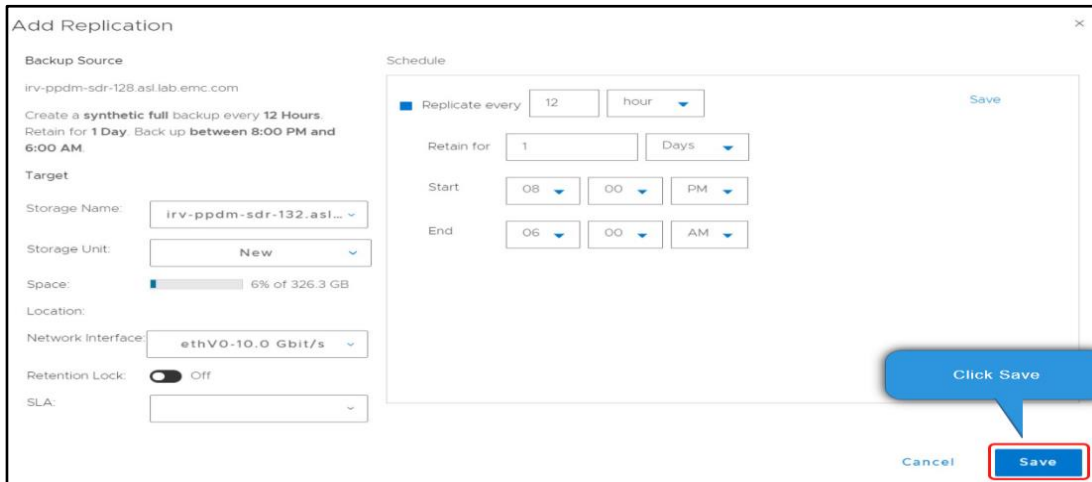 Add Replication
×
Backup Source
irv-ppdm-sdr-128.asl.lab.emc.com
Create a synthetic full backup every 12 Hours.
Retain for 1 Day. Back up between 8:00 PM and
6:00 AM.
Target
Storage Name: irv-ppdm-sdr-132.asl...
Storage Unit: New
Space: 6% of 326.3 GB
Location:
Network Interface: ethV0-10.0 Gbit/s
Retention Lock: Off
SLA:
Schedule
Replicate every 12 hour Save
Retain for 1 Days
Start 08 00 PM
End 06 00 AM
Click Save
Cancel Save